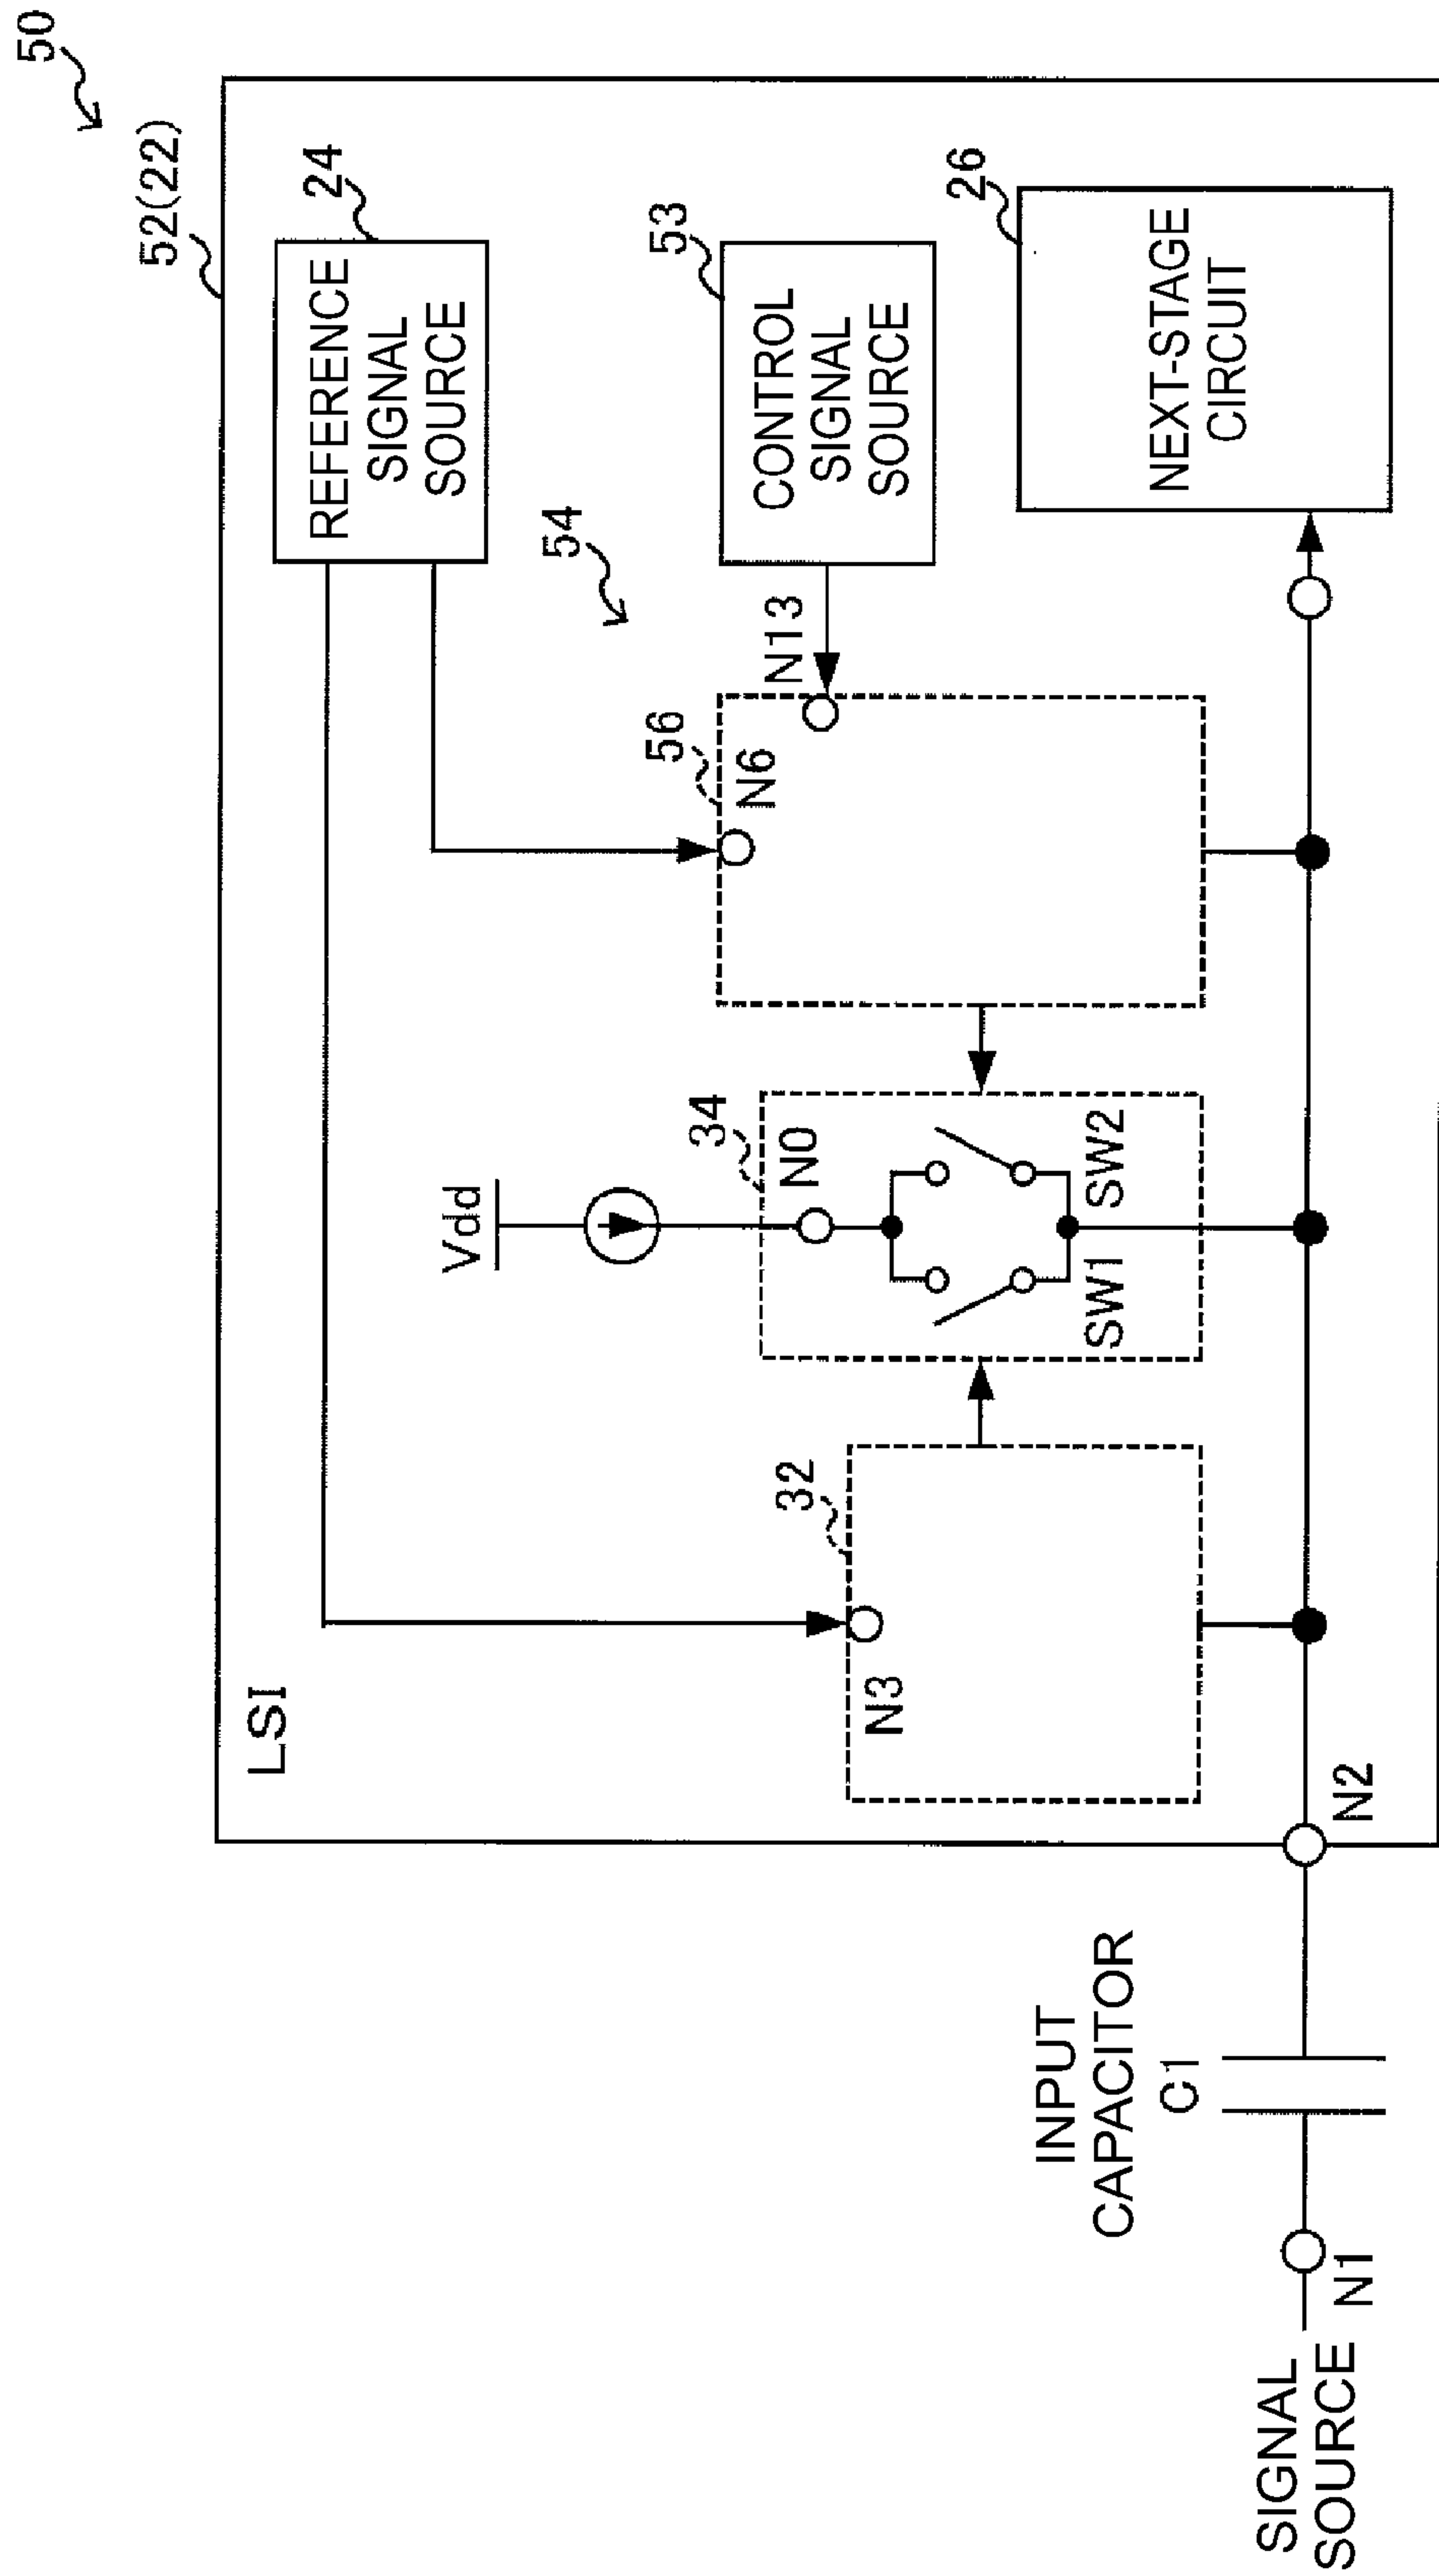 50
52(22)
LSI
REFERENCE
SIGNAL
SOURCE
24
Vdd
54
53
CONTROL
SIGNAL
SOURCE
N13
56
N6
34
N0
SW1
SW2
32
N3
26
NEXT-STAGE
CIRCUIT
INPUT
CAPACITOR
C1
N2
N1
SIGNAL
SOURCE